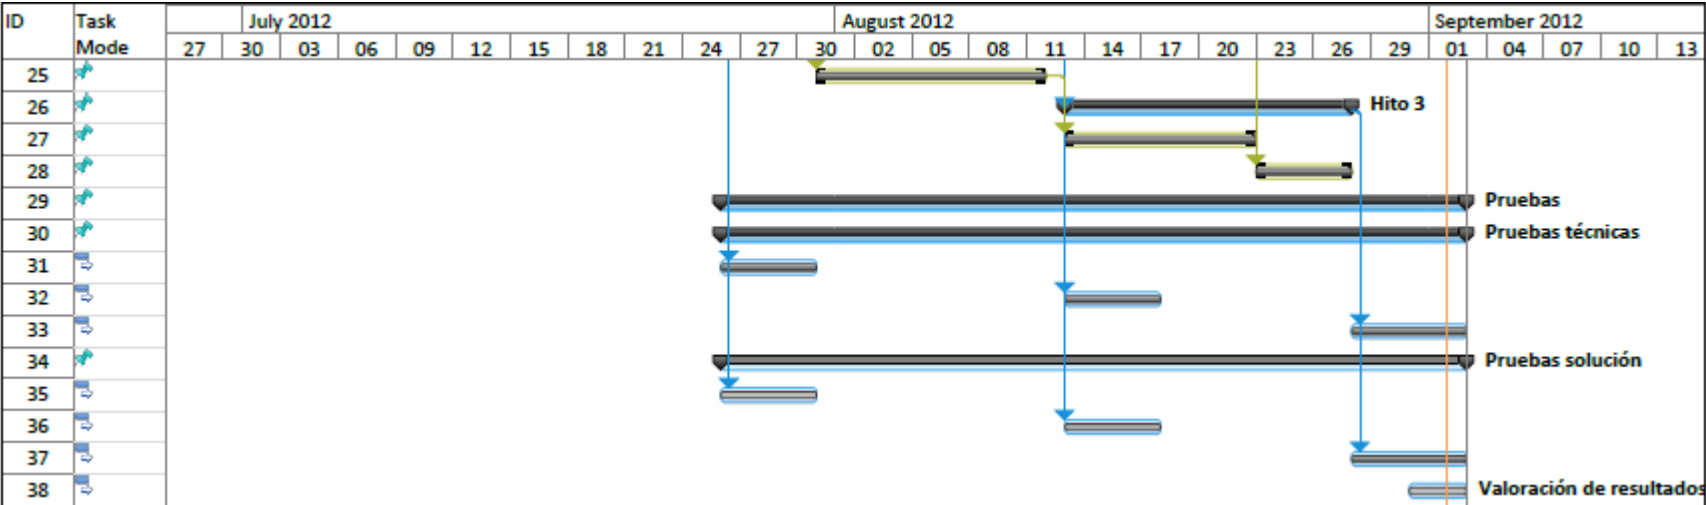 ID Task Mode July 2012 August 2012 September 2012
27 30 03 06 09 12 15 18 21 24 27 30 02 05 08 11 14 17 20 23 26 29 01 04 07 10 13
25
26 Hito 3
27
28
29 Pruebas
30 Pruebas técnicas
31
32
33
34 Pruebas solución
35
36
37
38 Valoración de resultados